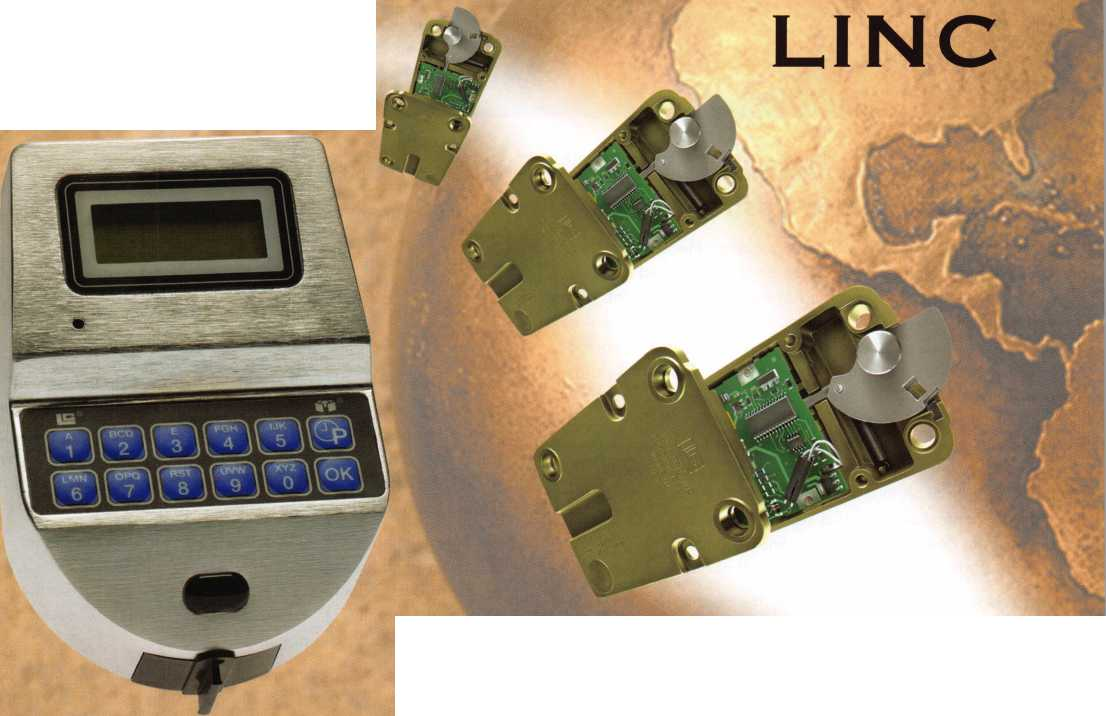 LINC
LG
A BCD E FGH IJK
1 2 3 4 5 P
LMN OPQ RST UVW XYZ
6 7 8 9 0 OK